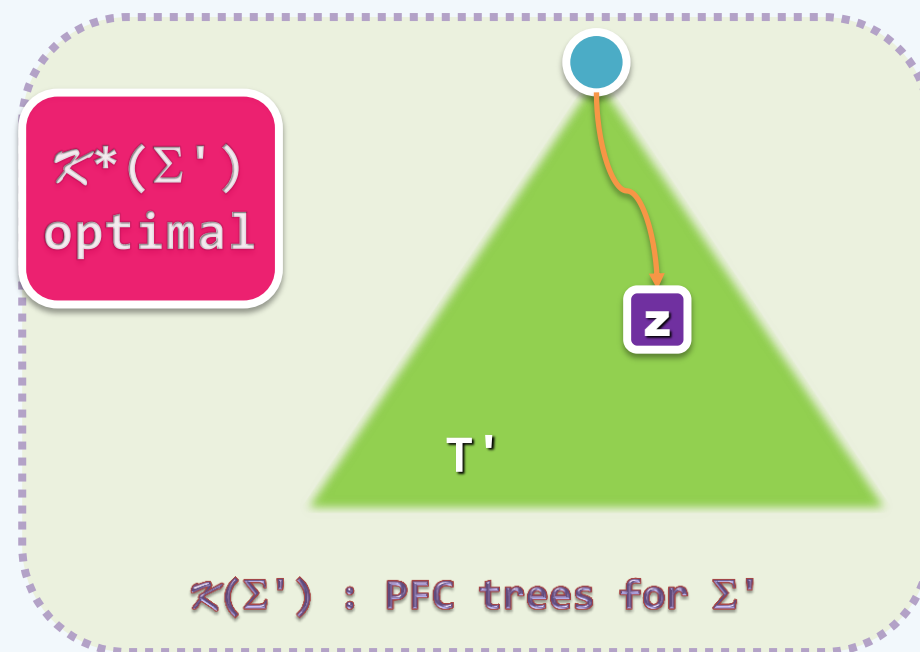 𝒦*(Σ')
optimal
z
T'
𝒦(Σ') : PFC trees for Σ'